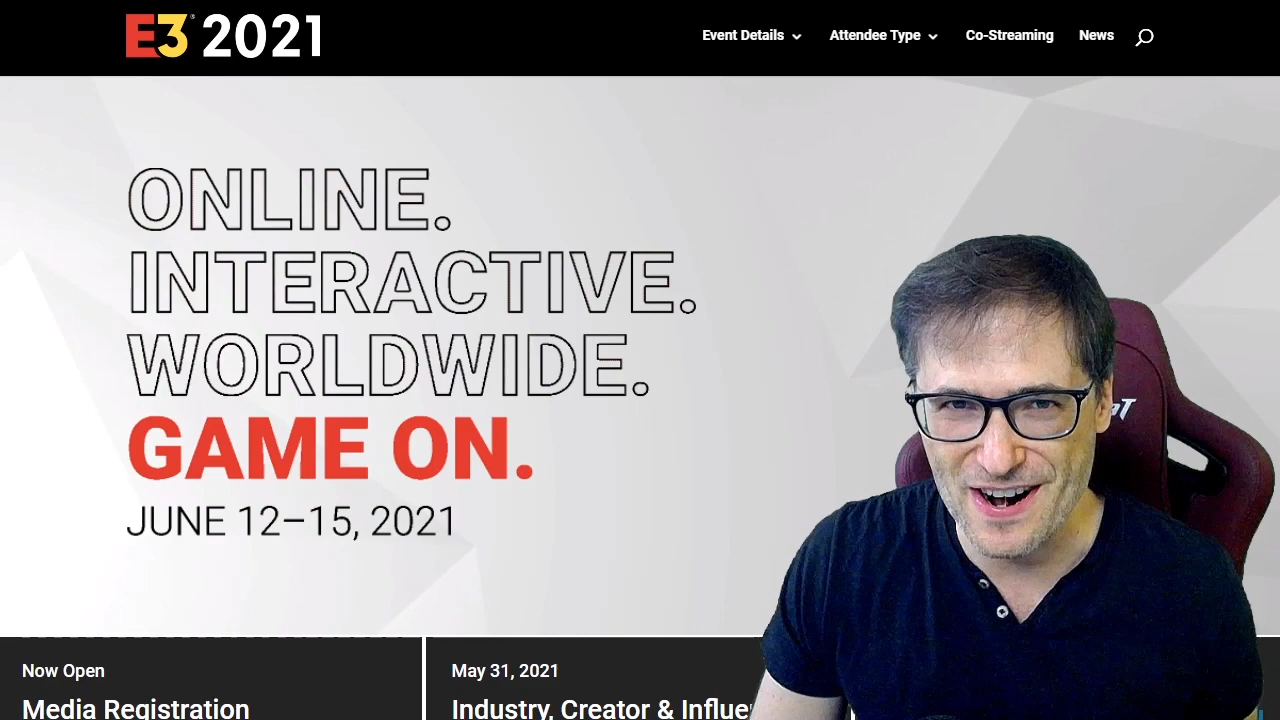 E3® 2021
Event Details
Attendee Type
Co-Streaming
News
ONLINE.
INTERACTIVE.
WORLDWIDE.
GAME ON.
JUNE 12–15, 2021
Now Open
Media Registration
May 31, 2021
Industry, Creator &